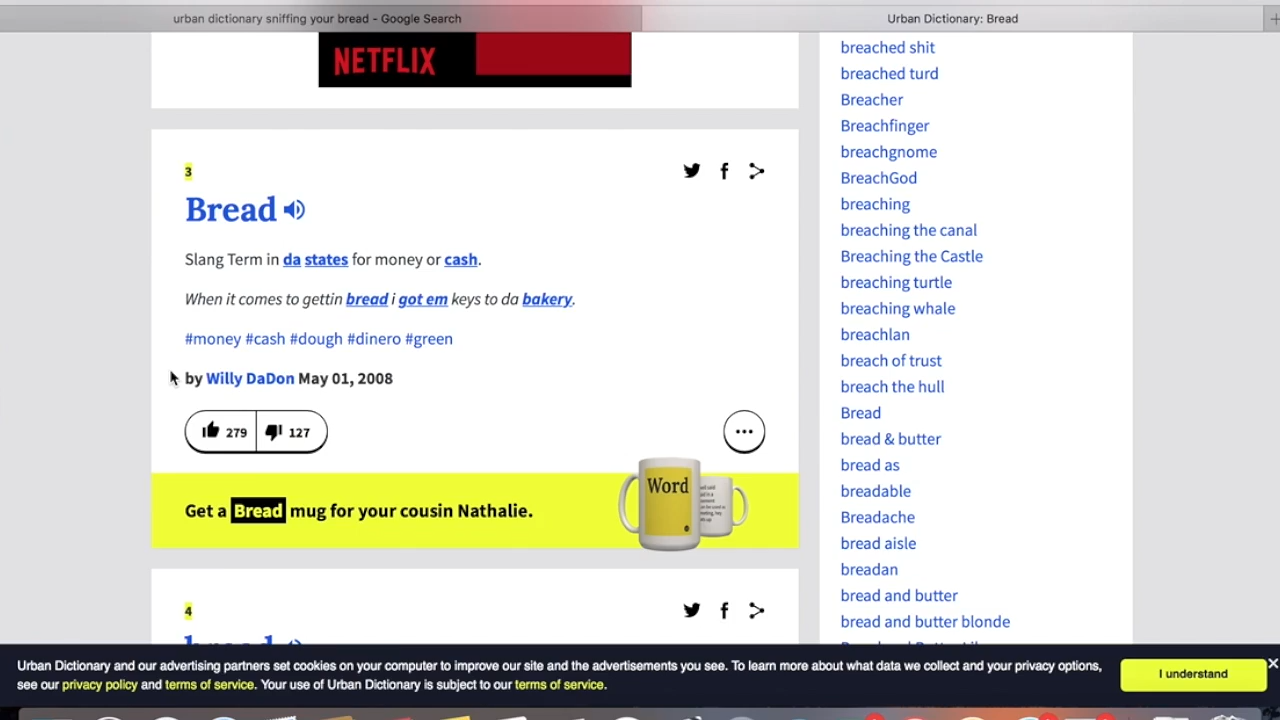 urban dictionary sniffing your bread - Google Search
Urban Dictionary: Bread
NETFLIX
3
Bread
Slang Term in da states for money or cash.
When it comes to gettin bread i got em keys to da bakery.
#money #cash #dough #dinero #green
by Willy DaDon May 01, 2008
279
127
Get a Bread mug for your cousin Nathalie.
Word
4
bread
breached shit
breached turd
Breacher
Breachfinger
breachgnome
BreachGod
breaching
breaching the canal
Breaching the Castle
breaching turtle
breaching whale
breachlan
breach of trust
breach the hull
Bread
bread & butter
bread as
breadable
Breadache
bread aisle
breadan
bread and butter
bread and butter blonde
Urban Dictionary and our advertising partners set cookies on your computer to improve our site and the advertisements you see. To learn more about what data we collect and your privacy options,
see our privacy policy and terms of service. Your use of Urban Dictionary is subject to our terms of service.
I understand